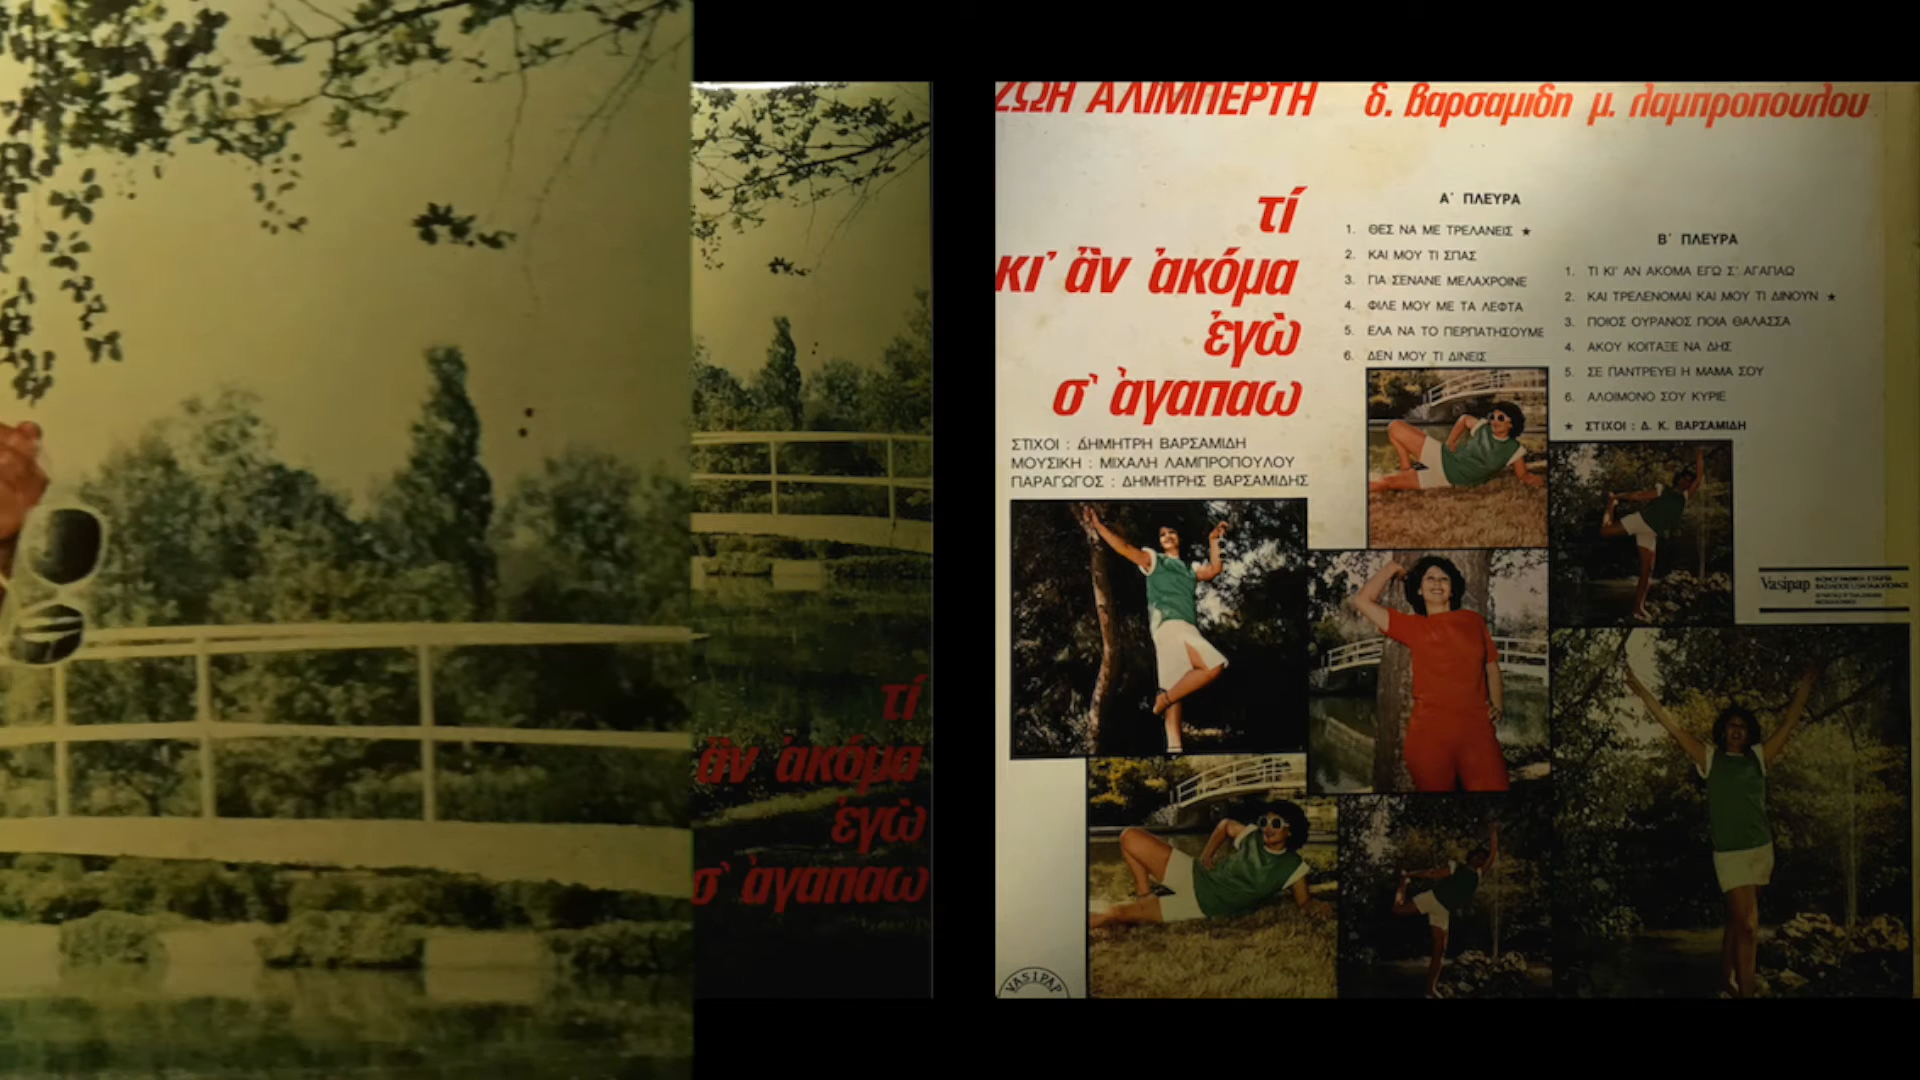 τί
ἂν ἀκόμα
ἐγὼ
σ' ἀγαπαω
ΖΩΗ ΑΛΙΜΠΕΡΤΗ δ. Βαρσαμιδη μ. λαμπροπουλου
τί
κι' ἂν ἀκόμα
ἐγὼ
σ' ἀγαπαω
ΣΤΙΧΟΙ : ΔΗΜΗΤΡΗ ΒΑΡΣΑΜΙΔΗ
ΜΟΥΣΙΚΗ : ΜΙΧΑΛΗ ΛΑΜΠΡΟΠΟΥΛΟΥ
ΠΑΡΑΓΩΓΟΣ : ΔΗΜΗΤΡΗΣ ΒΑΡΣΑΜΙΔΗΣ
Α' ΠΛΕΥΡΑ
1. ΘΕΣ ΝΑ ΜΕ ΤΡΕΛΑΝΕΙΣ ★
2. ΚΑΙ ΜΟΥ ΤΙ ΣΠΑΣ
3. ΓΙΑ ΣΕΝΑΝΕ ΜΕΛΑΧΡΟΙΝΕ
4. ΦΙΛΕ ΜΟΥ ΜΕ ΤΑ ΛΕΦΤΑ
5. ΕΛΑ ΝΑ ΤΟ ΠΕΡΠΑΤΗΣΟΥΜΕ
6. ΔΕΝ ΜΟΥ ΤΙ ΔΙΝΕΙΣ
Β' ΠΛΕΥΡΑ
1. ΤΙ ΚΙ' ΑΝ ΑΚΟΜΑ ΕΓΩ Σ' ΑΓΑΠΑΩ
2. ΚΑΙ ΤΡΕΛΕΝΟΜΑΙ ΚΑΙ ΜΟΥ ΤΙ ΔΙΝΟΥΝ ★
3. ΠΟΙΟΣ ΟΥΡΑΝΟΣ ΠΟΙΑ ΘΑΛΑΣΣΑ
4. ΑΚΟΥ ΚΟΙΤΑΞΕ ΝΑ ΔΗΣ
5. ΣΕ ΠΑΝΤΡΕΥΕΙ Η ΜΑΜΑ ΣΟΥ
6. ΑΛΟΙΜΟΝΟ ΣΟΥ ΚΥΡΙΕ
★ ΣΤΙΧΟΙ : Δ. Κ. ΒΑΡΣΑΜΙΔΗ
Vasipap
VASIPAP